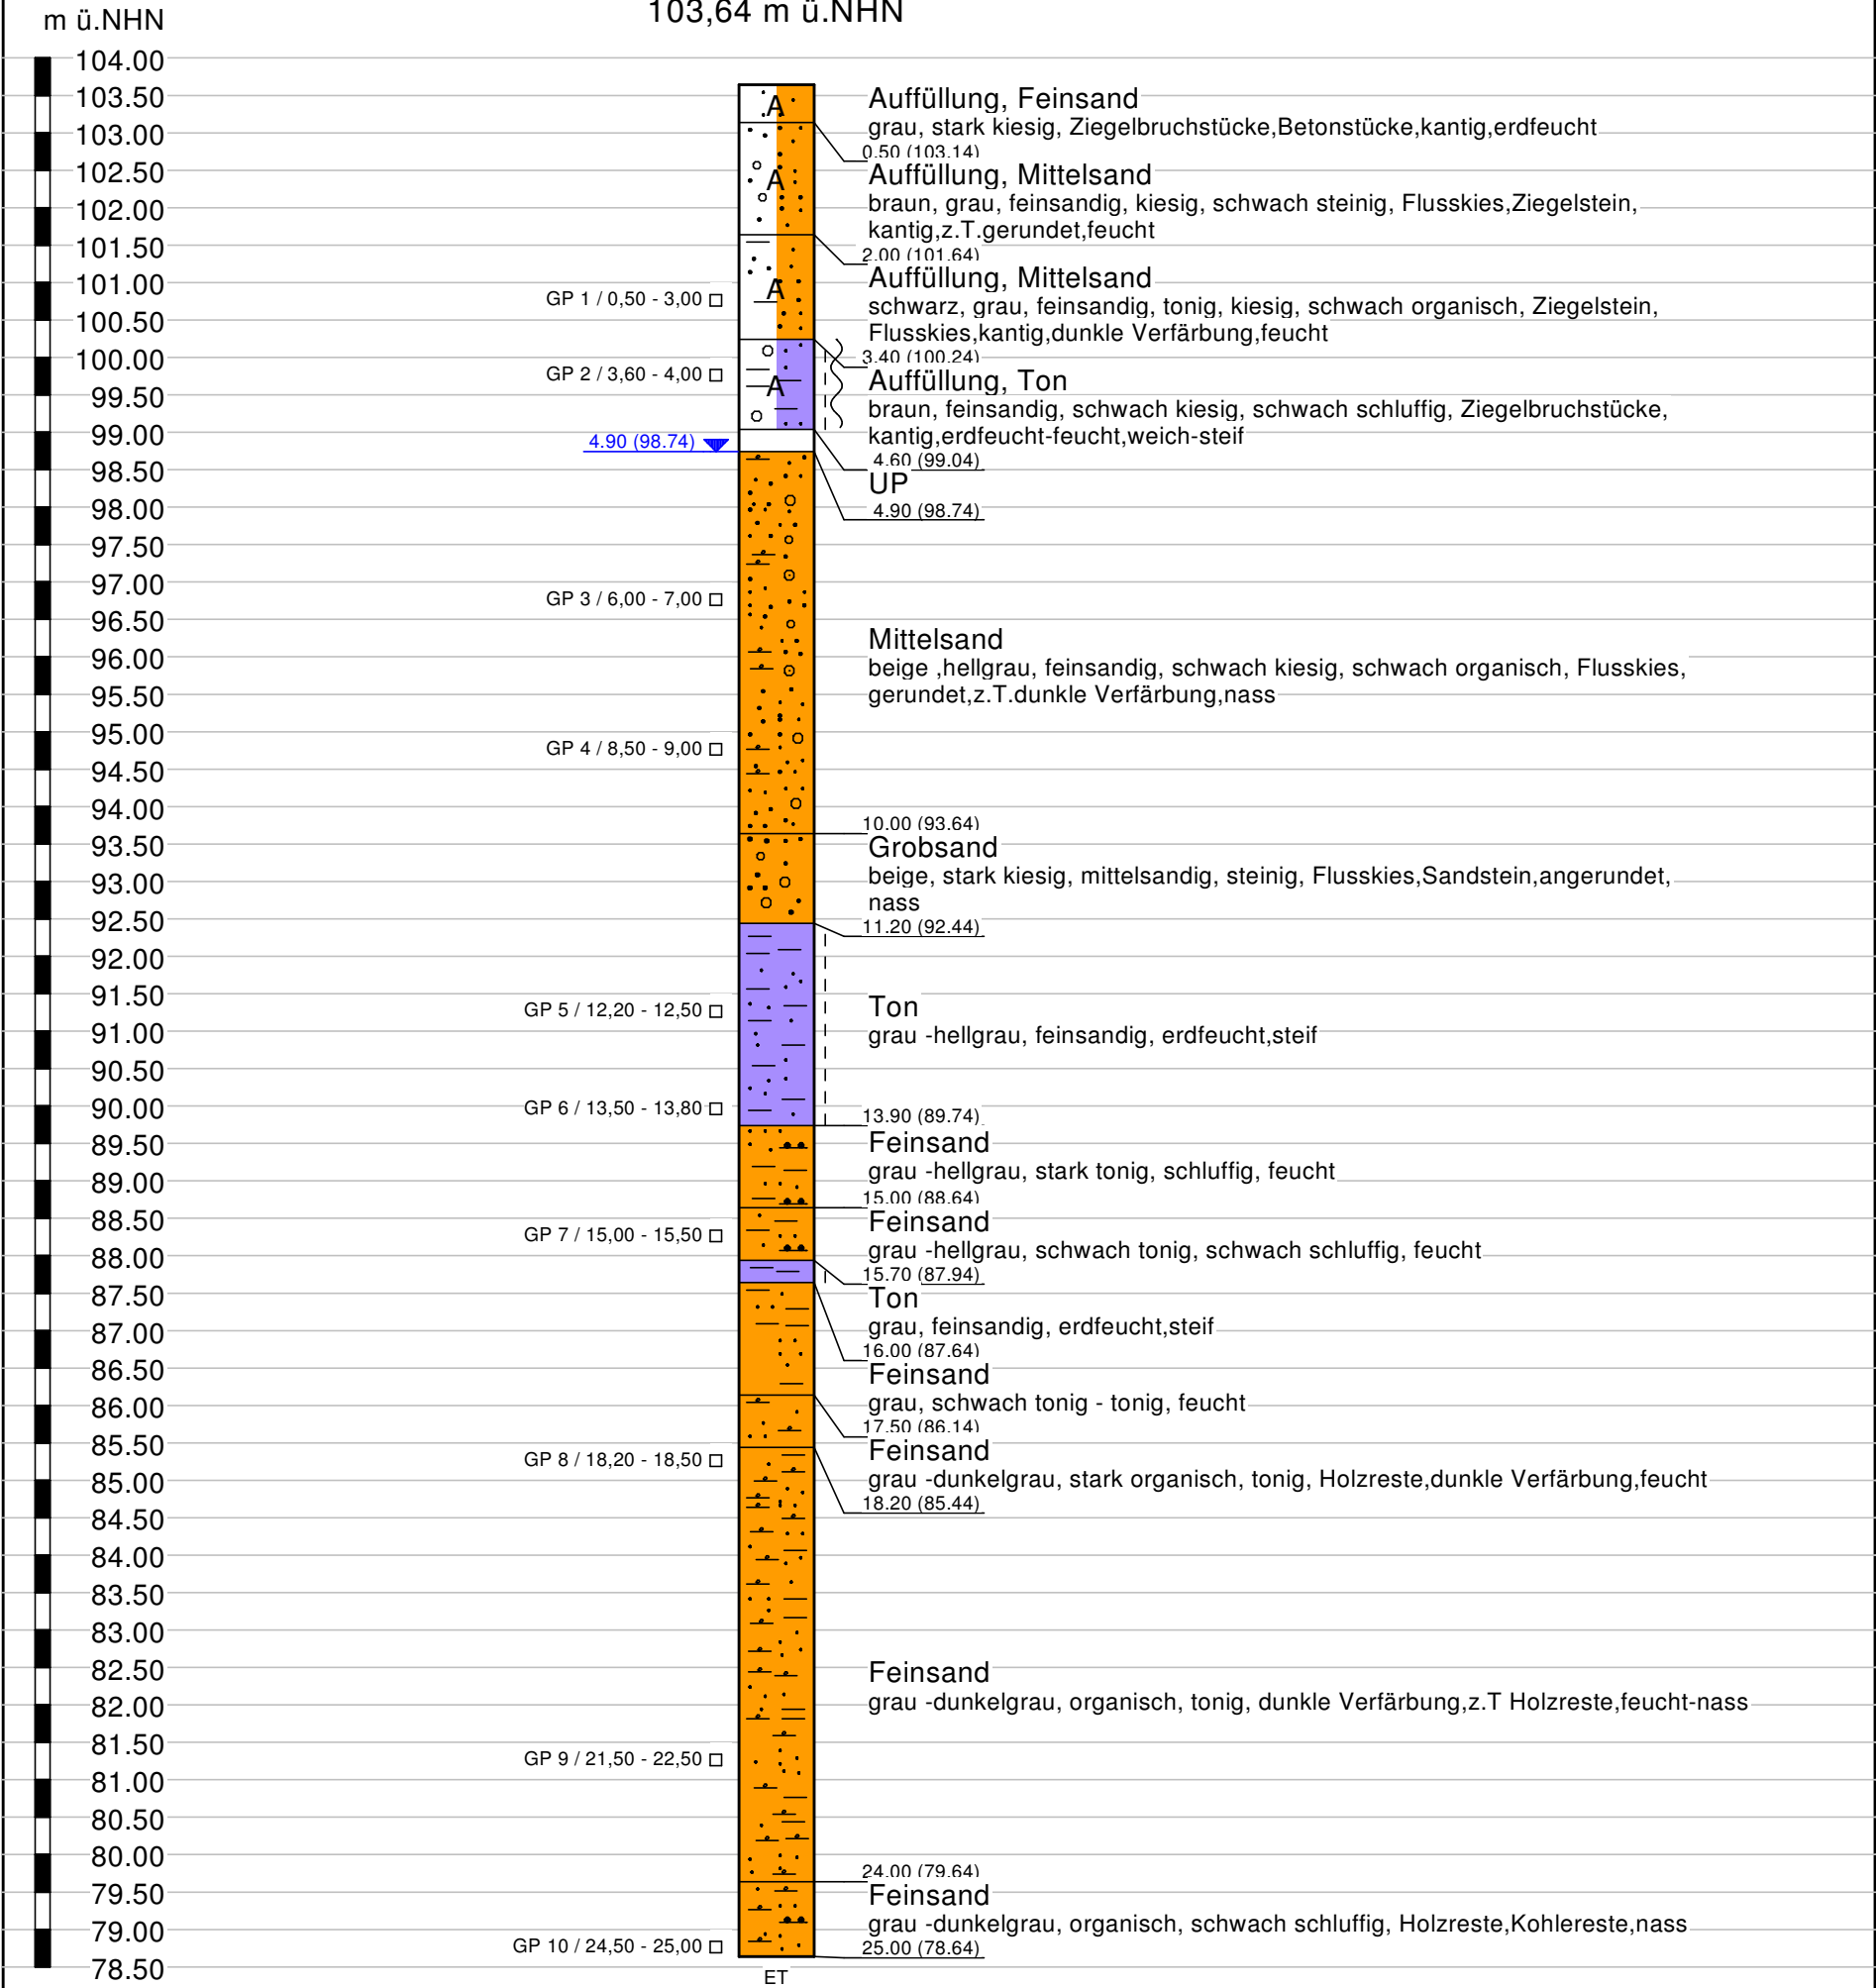 m ü.NHN
103,64 m ü.NHN
104.00
103.50
103.00
102.50
102.00
101.50
101.00
100.50
100.00
99.50
99.00
98.50
98.00
97.50
97.00
96.50
96.00
95.50
95.00
94.50
94.00
93.50
93.00
92.50
92.00
91.50
91.00
90.50
90.00
89.50
89.00
88.50
88.00
87.50
87.00
86.50
86.00
85.50
85.00
84.50
84.00
83.50
83.00
82.50
82.00
81.50
81.00
80.50
80.00
79.50
79.00
78.50
GP 1 / 0,50 - 3,00
GP 2 / 3,60 - 4,00
4.90 (98.74)
GP 3 / 6,00 - 7,00
GP 4 / 8,50 - 9,00
GP 5 / 12,20 - 12,50
GP 6 / 13,50 - 13,80
GP 7 / 15,00 - 15,50
GP 8 / 18,20 - 18,50
GP 9 / 21,50 - 22,50
GP 10 / 24,50 - 25,00
A
A
A
A
ET
Auffüllung, Feinsand
grau, stark kiesig, Ziegelbruchstücke,Betonstücke,kantig,erdfeucht
0.50 (103.14)
Auffüllung, Mittelsand
braun, grau, feinsandig, kiesig, schwach steinig, Flusskies,Ziegelstein,
kantig,z.T.gerundet,feucht
2.00 (101.64)
Auffüllung, Mittelsand
schwarz, grau, feinsandig, tonig, kiesig, schwach organisch, Ziegelstein,
Flusskies,kantig,dunkle Verfärbung,feucht
3.40 (100.24)
Auffüllung, Ton
braun, feinsandig, schwach kiesig, schwach schluffig, Ziegelbruchstücke,
kantig,erdfeucht-feucht,weich-steif
4.60 (99.04)
UP
4.90 (98.74)
Mittelsand
beige ,hellgrau, feinsandig, schwach kiesig, schwach organisch, Flusskies,
gerundet,z.T.dunkle Verfärbung,nass
10.00 (93.64)
Grobsand
beige, stark kiesig, mittelsandig, steinig, Flusskies,Sandstein,angerundet,
nass
11.20 (92.44)
Ton
grau -hellgrau, feinsandig, erdfeucht,steif
13.90 (89.74)
Feinsand
grau -hellgrau, stark tonig, schluffig, feucht
15.00 (88.64)
Feinsand
grau -hellgrau, schwach tonig, schwach schluffig, feucht
15.70 (87.94)
Ton
grau, feinsandig, erdfeucht,steif
16.00 (87.64)
Feinsand
grau, schwach tonig - tonig, feucht
17.50 (86.14)
Feinsand
grau -dunkelgrau, stark organisch, tonig, Holzreste,dunkle Verfärbung,feucht
18.20 (85.44)
Feinsand
grau -dunkelgrau, organisch, tonig, dunkle Verfärbung,z.T Holzreste,feucht-nass
24.00 (79.64)
Feinsand
grau -dunkelgrau, organisch, schwach schluffig, Holzreste,Kohlereste,nass
25.00 (78.64)